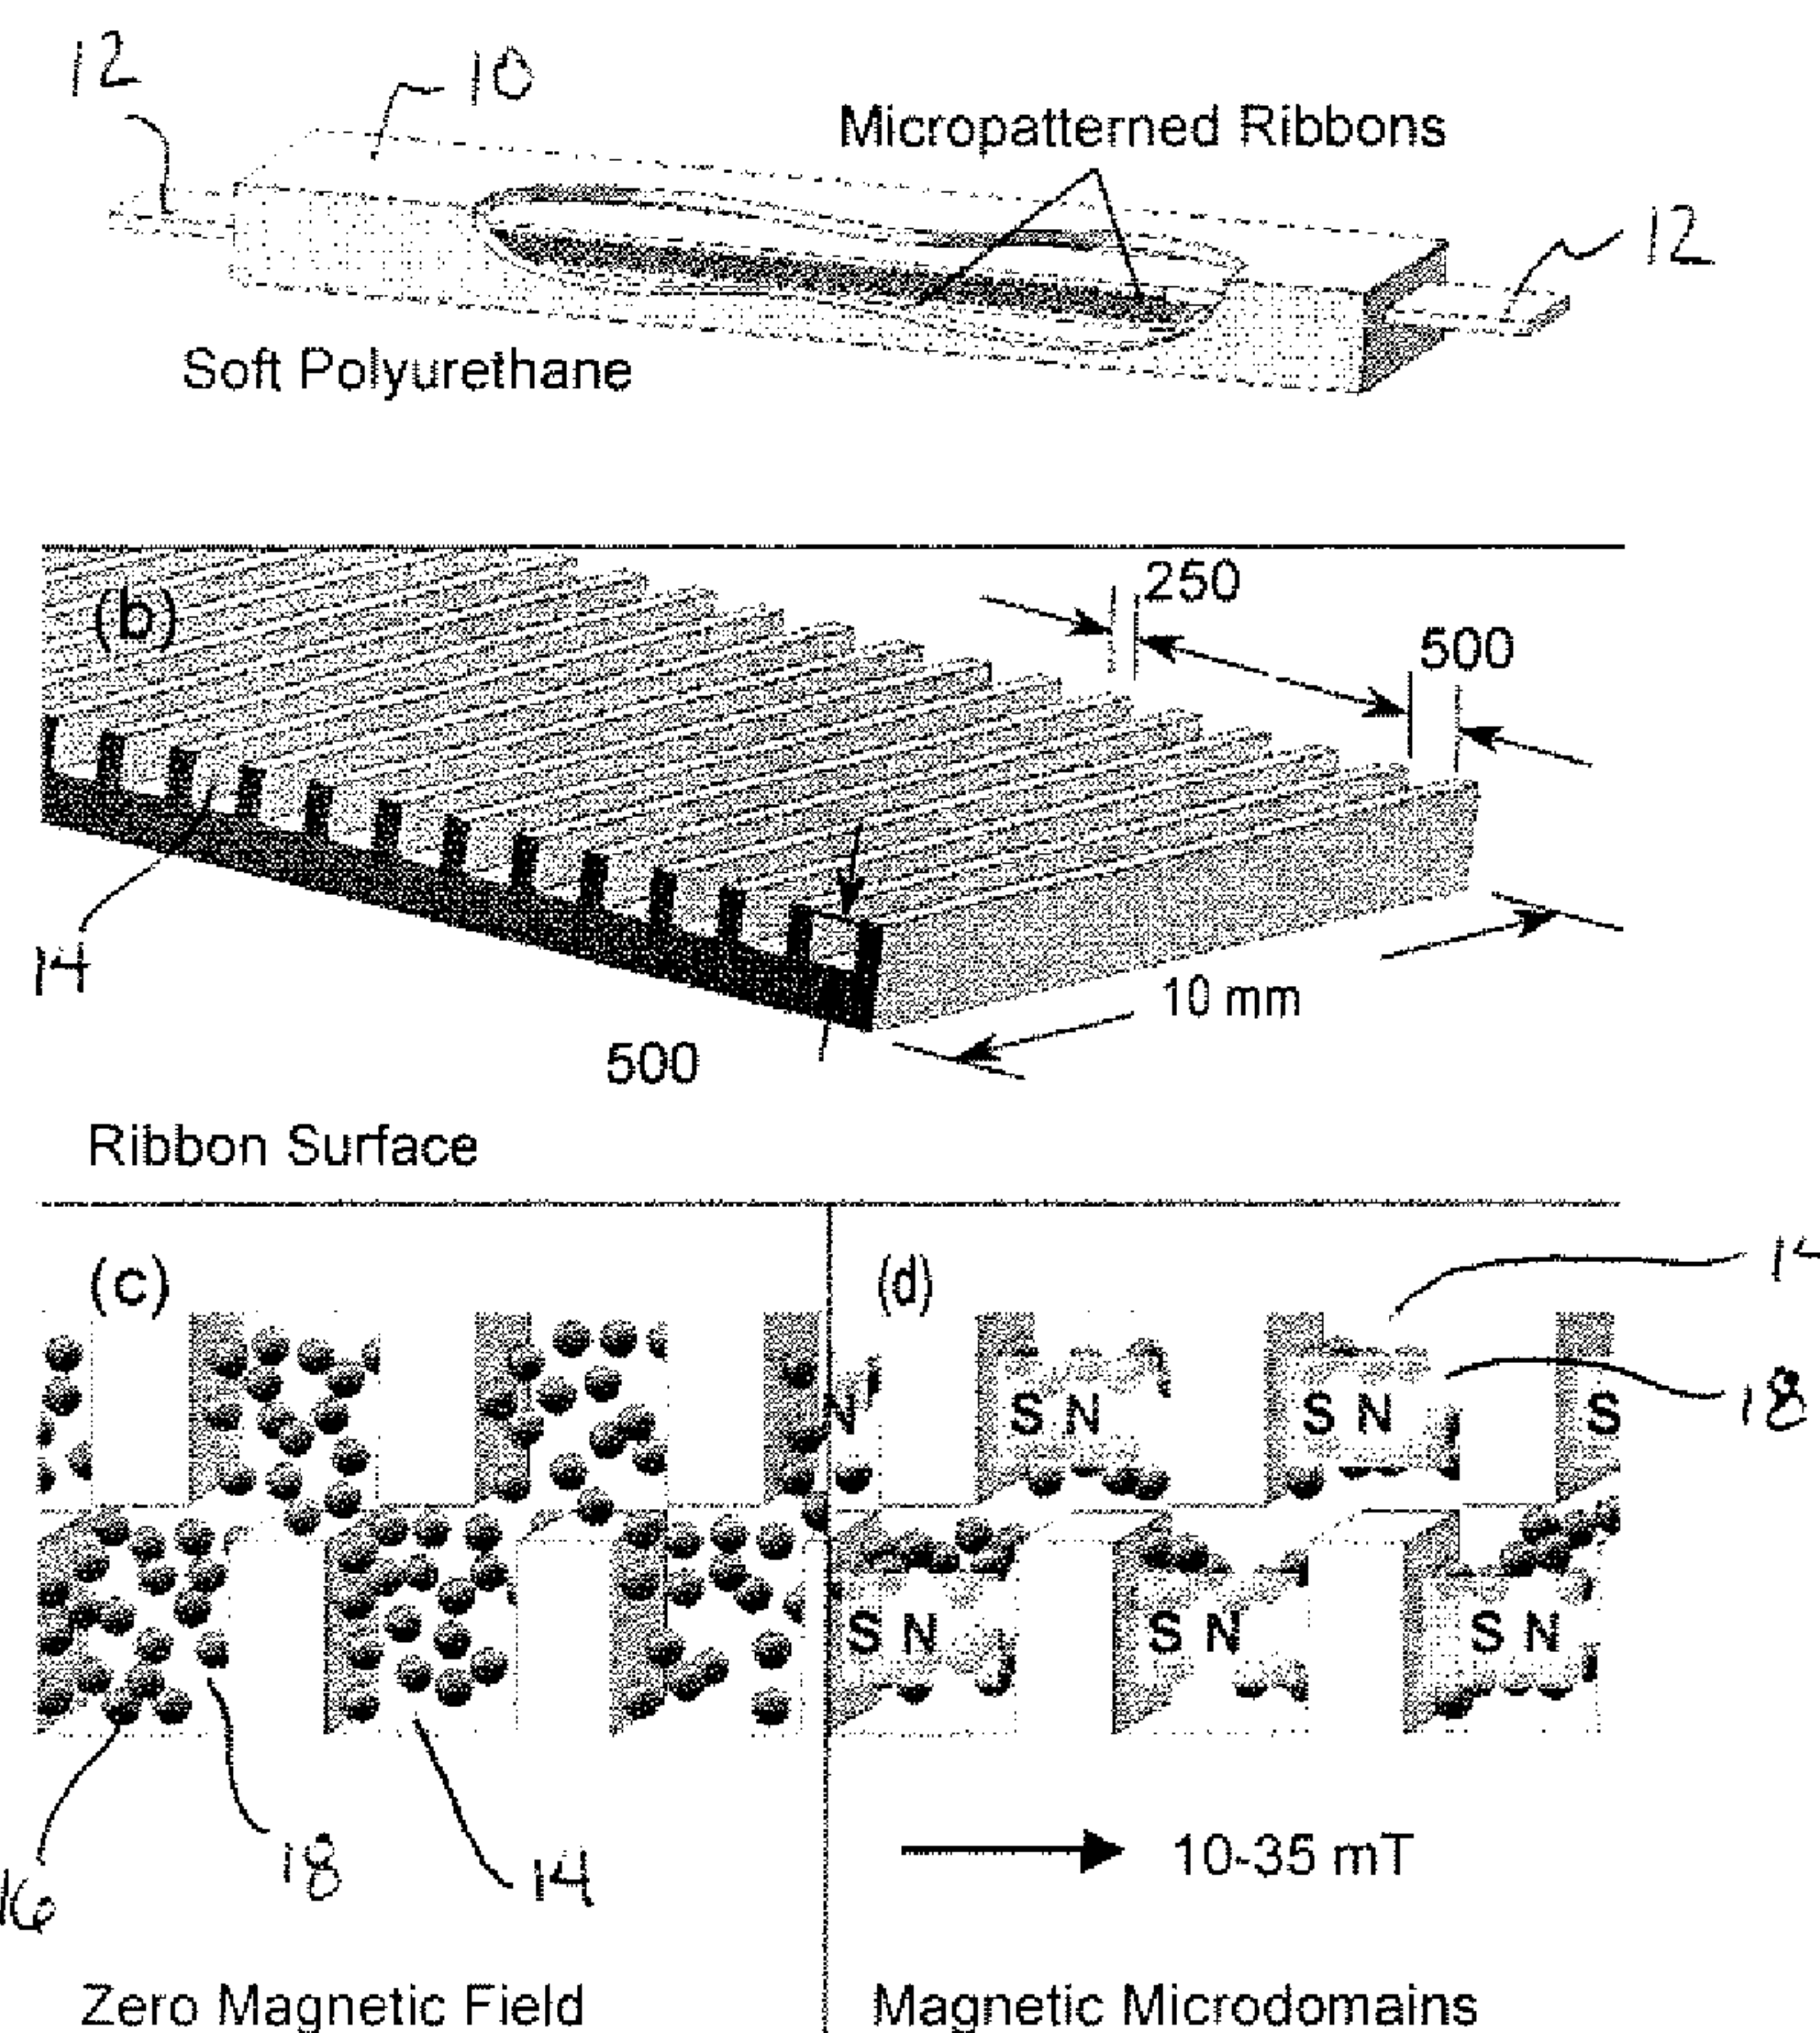 12
10
Micropatterned Ribbons
12
Soft Polyurethane
(b)
250
500
14
10 mm
500
Ribbon Surface
(c)
(d)
14
N
S N
S N
S
18
S N
S N
S N
16
18
14
10-35 mT
Zero Magnetic Field
Magnetic Microdomains